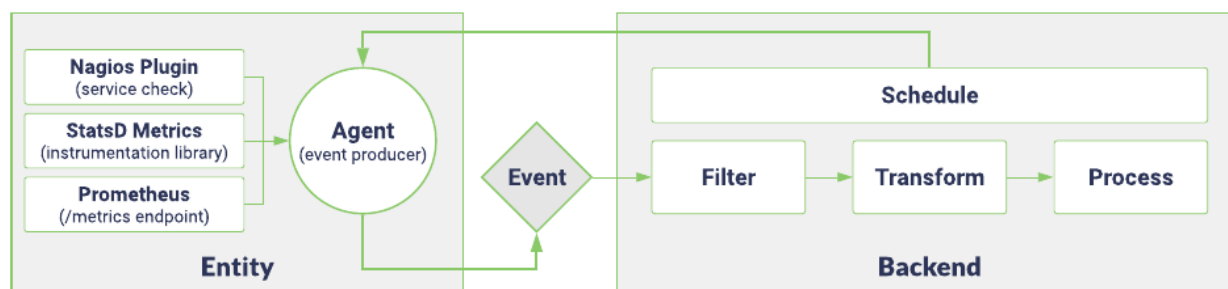 Nagios Plugin
(service check)
StatsD Metrics
(instrumentation library)
Prometheus
(/metrics endpoint)
Agent
(event producer)
Entity
Event
Schedule
Filter
Transform
Process
Backend